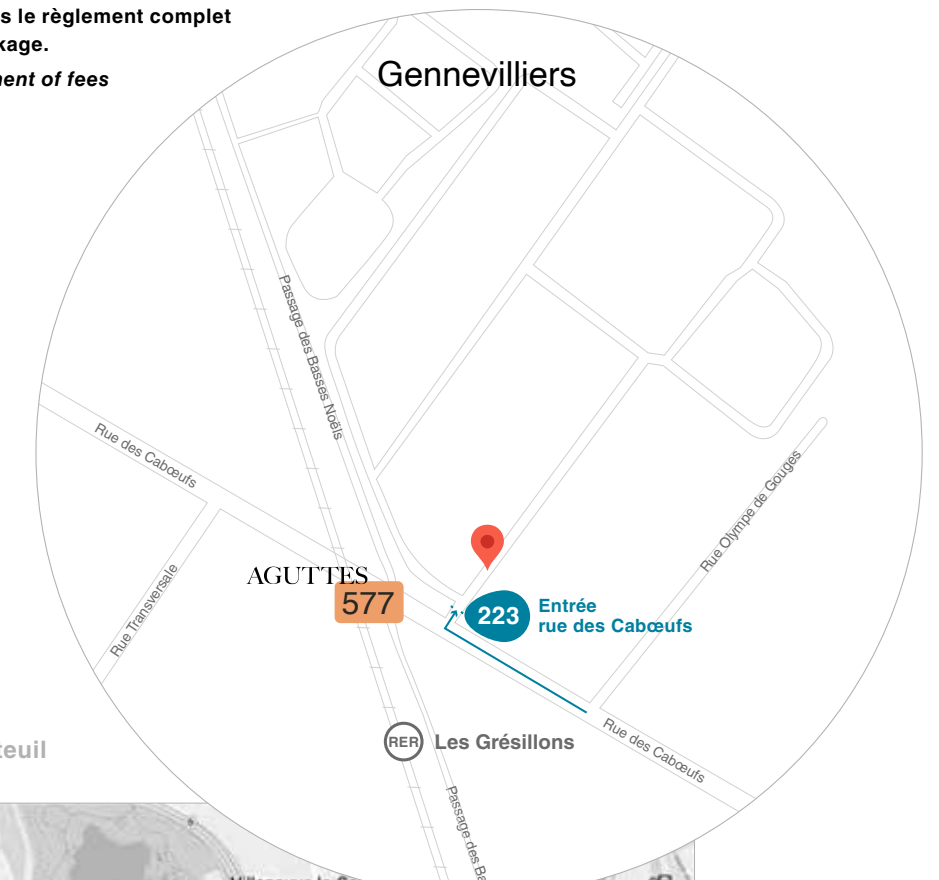 s le règlement complet
kage.
ent of fees
Gennevilliers
Passage des Basses Noëls
Rue des Cabœufs
Rue Transversale
AGUTTES
577
223
Entrée
rue des Cabœufs
Rue Olympe de Gouges
RER
Les Grésillons
Rue des Cabœufs
Passage des Ba
teuil